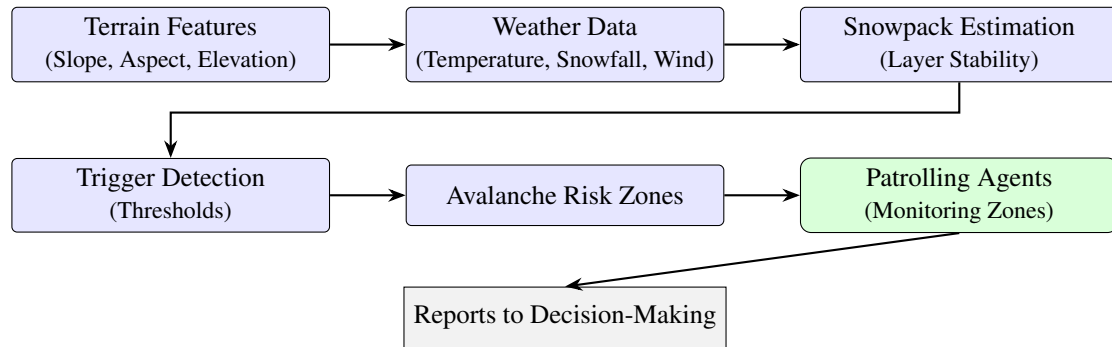 Terrain Features
(Slope, Aspect, Elevation)
Weather Data
(Temperature, Snowfall, Wind)
Snowpack Estimation
(Layer Stability)
Trigger Detection
(Thresholds)
Avalanche Risk Zones
Patrolling Agents
(Monitoring Zones)
Reports to Decision-Making